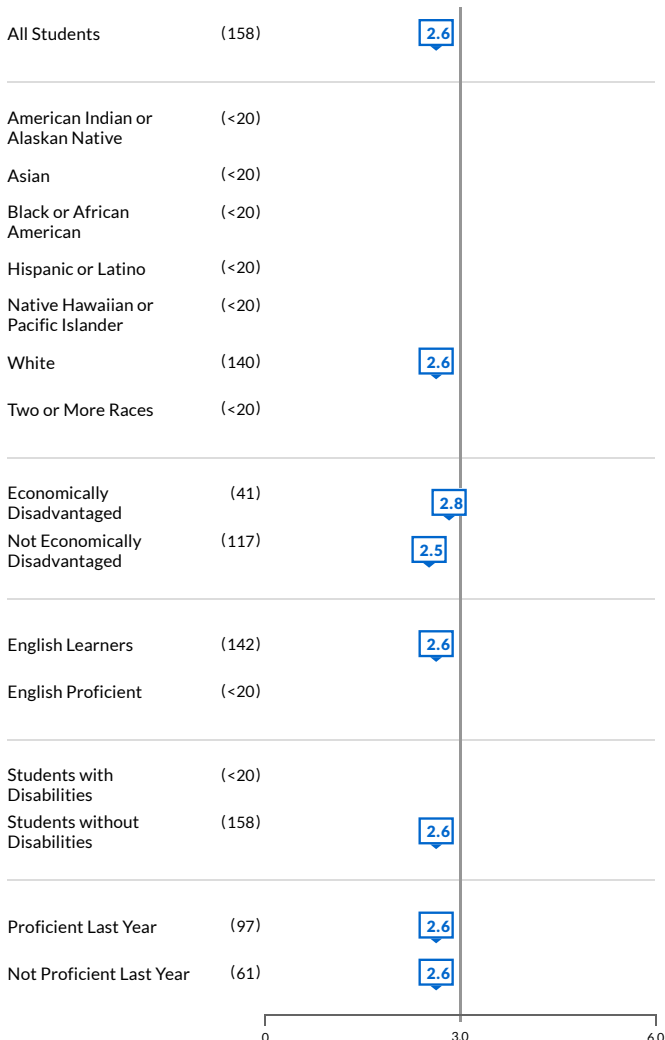 All Students (158) 2.6
American Indian or (<20)
Alaskan Native
Asian (<20)
Black or African (<20)
American
Hispanic or Latino (<20)
Native Hawaiian or (<20)
Pacific Islander
White (140) 2.6
Two or More Races (<20)
Economically (41) 2.8
Disadvantaged
Not Economically (117) 2.5
Disadvantaged
English Learners (142) 2.6
English Proficient (<20)
Students with (<20)
Disabilities
Students without (158) 2.6
Disabilities
Proficient Last Year (97) 2.6
Not Proficient Last Year (61) 2.6
0 3.0 6.0